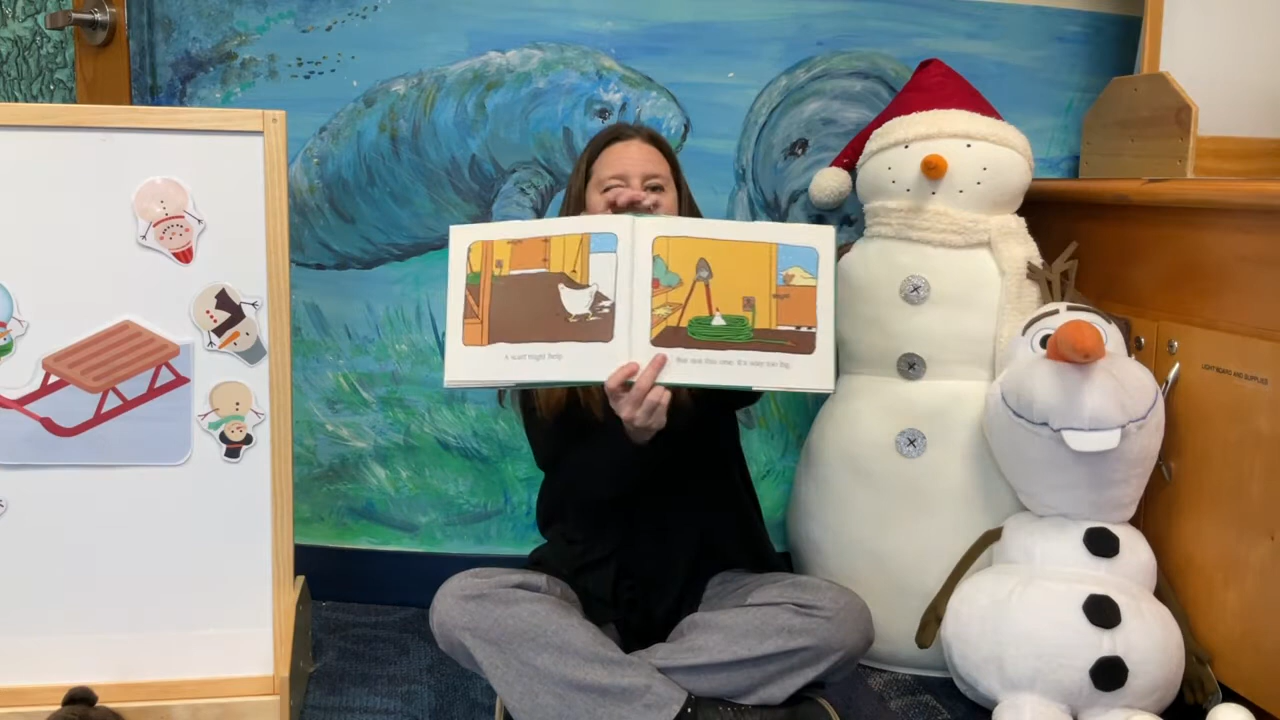 A scarf might help.
But not this one. It's way too big.
LIGHT BOARD AND SUPPLIES